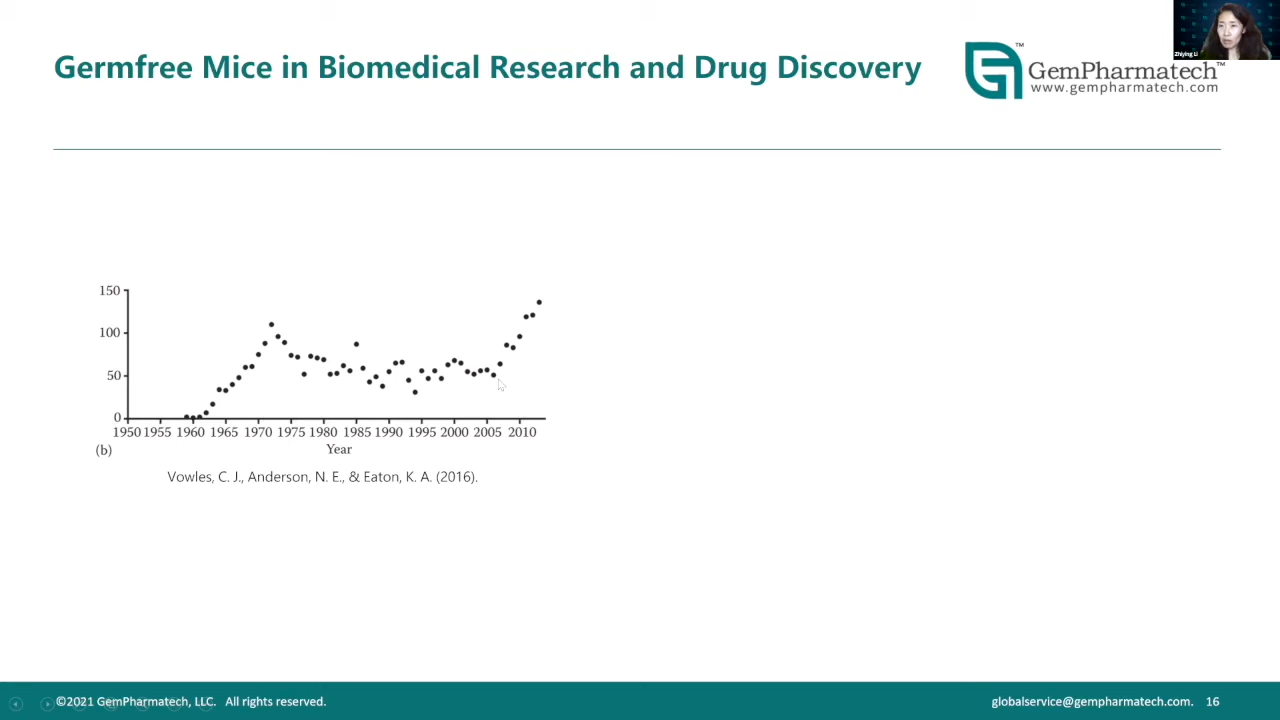 Germfree Mice in Biomedical Research and Drug Discovery
GemPharmatech™
www.gempharmatech.com
Zhiying Li
150
100
50
0
1950 1955 1960 1965 1970 1975 1980 1985 1990 1995 2000 2005 2010
(b)
Year
Vowles, C. J., Anderson, N. E., & Eaton, K. A. (2016).
©2021 GemPharmatech, LLC. All rights reserved.
globalservice@gempharmatech.com. 16